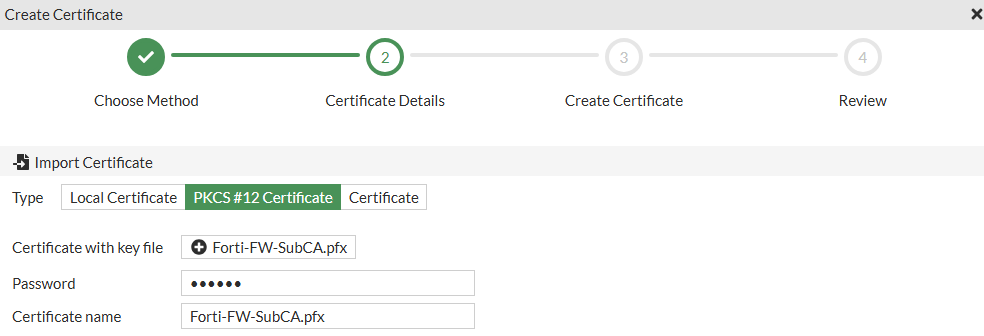 Create Certificate
2 3 4
Choose Method Certificate Details Create Certificate Review
Import Certificate
Type Local Certificate PKCS #12 Certificate Certificate
Certificate with key file Forti-FW-SubCA.pfx
Password ••••••
Certificate name Forti-FW-SubCA.pfx